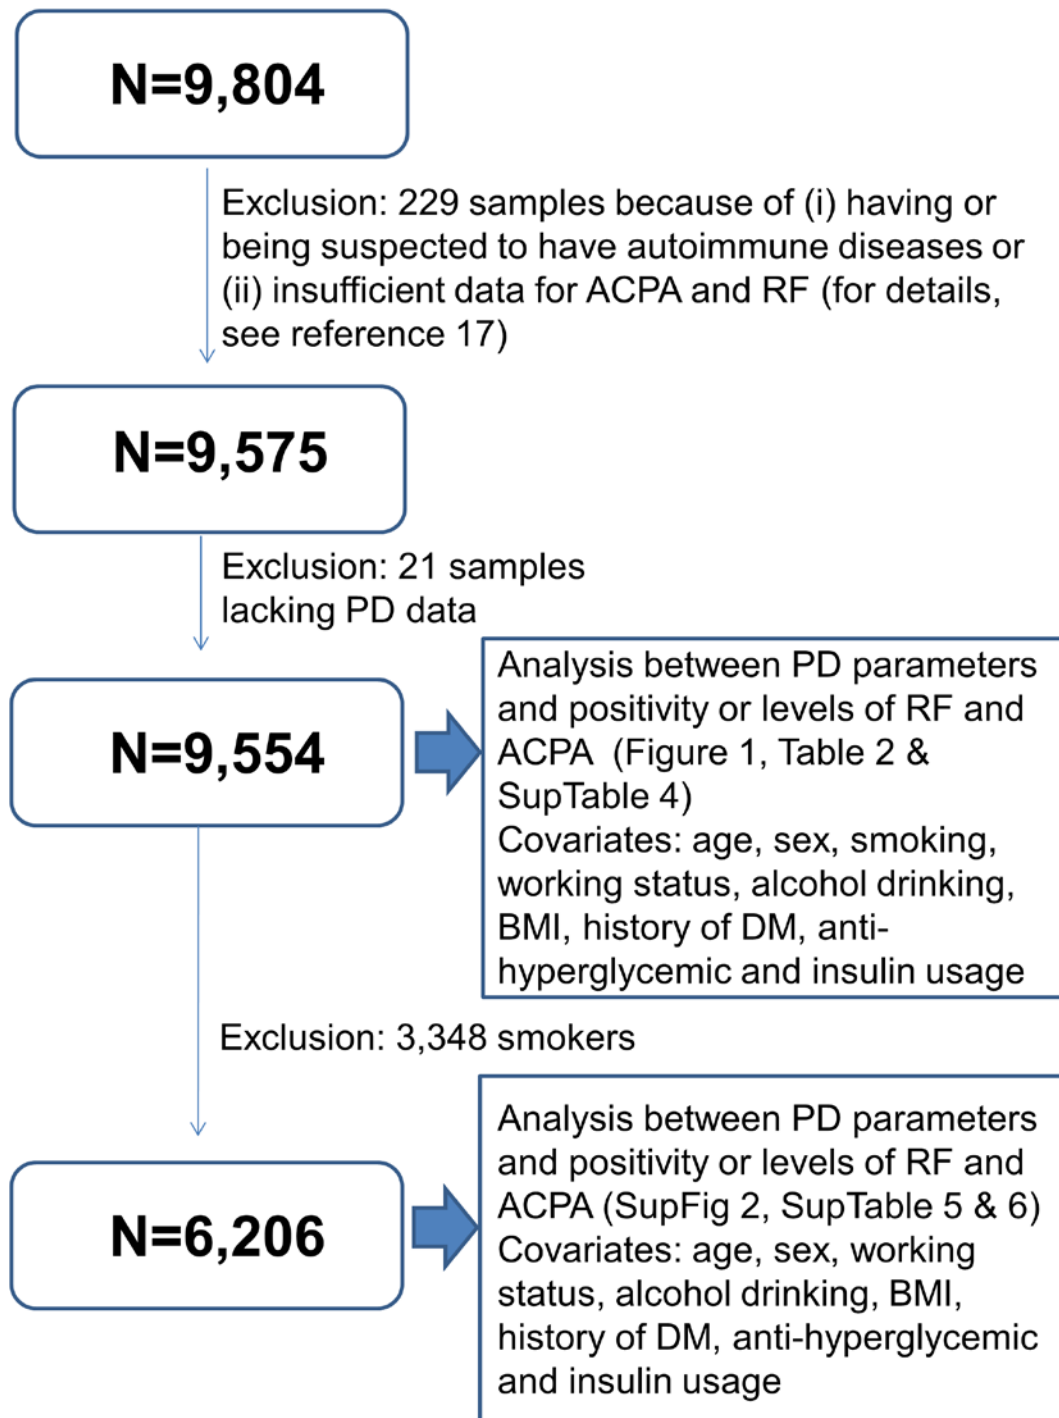 N=9,804
Exclusion: 229 samples because of (i) having or
being suspected to have autoimmune diseases or
(ii) insufficient data for ACPA and RF (for details,
see reference 17)
N=9,575
Exclusion: 21 samples
lacking PD data
N=9,554
Analysis between PD parameters
and positivity or levels of RF and
ACPA  (Figure 1, Table 2 &
SupTable 4)
Covariates: age, sex, smoking,
working status, alcohol drinking,
BMI, history of DM, anti-
hyperglycemic and insulin usage
Exclusion: 3,348 smokers
N=6,206
Analysis between PD parameters
and positivity or levels of RF and
ACPA (SupFig 2, SupTable 5 & 6)
Covariates: age, sex, working
status, alcohol drinking, BMI,
history of DM, anti-hyperglycemic
and insulin usage